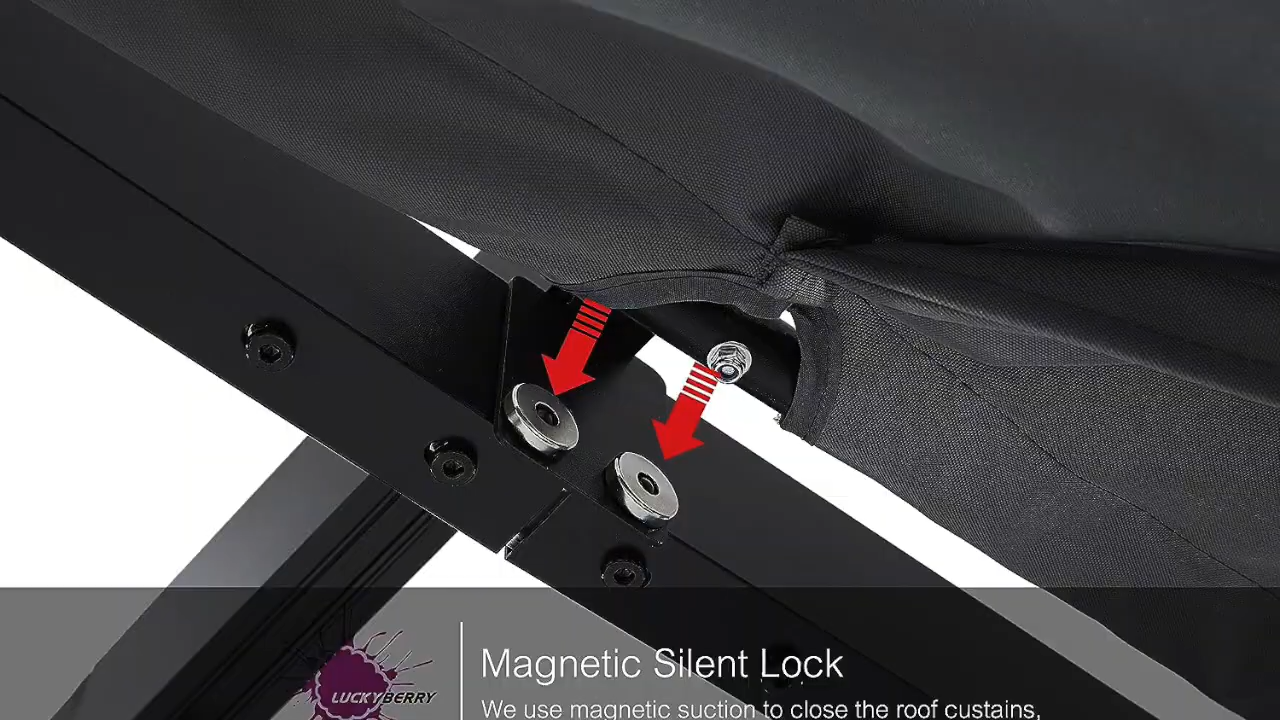 LUCKYBERRY
Magnetic Silent Lock
We use magnetic suction to close the roof custains,